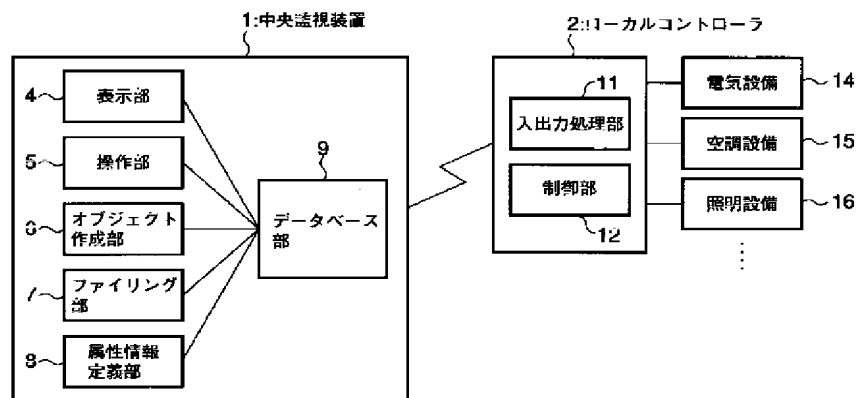 1:中央監視装置
4
表示部
5
操作部
6
オブジェクト
作成部
7
ファイリング
部
8
属性情報
定義部
9
データベース
部
2:ローカルコントローラ
11
入出力処理部
制御部
12
電気設備
14
空調設備
15
照明設備
16